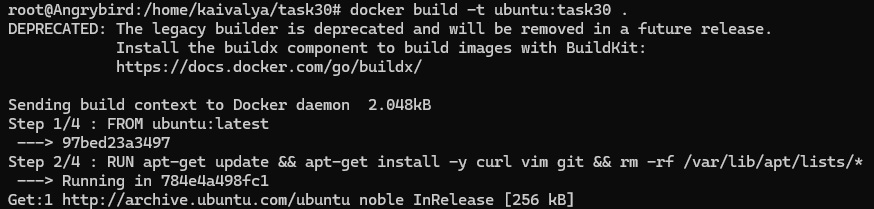 root@Angrybird:/home/kaivalya/task30# docker build -t ubuntu:task30 .
DEPRECATED: The legacy builder is deprecated and will be removed in a future release.
            Install the buildx component to build images with BuildKit:
            https://docs.docker.com/go/buildx/

Sending build context to Docker daemon  2.048kB
Step 1/4 : FROM ubuntu:latest
 ---> 97bed23a3497
Step 2/4 : RUN apt-get update && apt-get install -y curl vim git && rm -rf /var/lib/apt/lists/*
 ---> Running in 784e4a498fc1
Get:1 http://archive.ubuntu.com/ubuntu noble InRelease [256 kB]